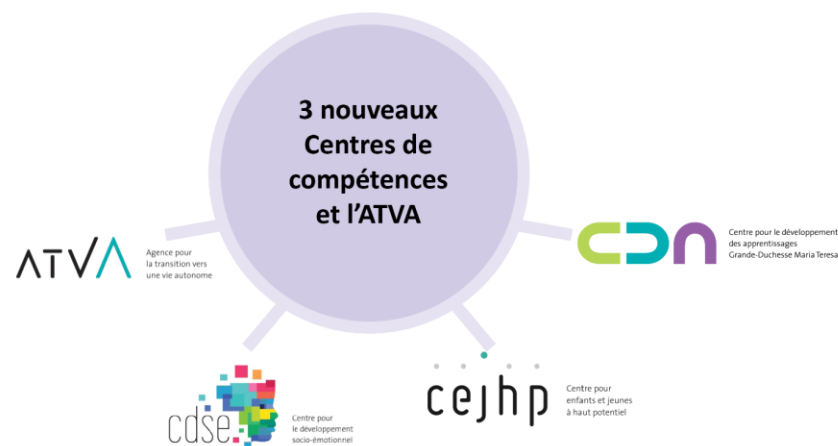 3 nouveaux
Centres de
compétences
et l'ATVA
ATVA
Agence pour
la transition vers
une vie autonome
CDA
Centre pour le développement
des apprentissages
Grande-Duchesse Maria Teresa
cdse
Centre pour
le développement
socio-émotionnel
cejhp
Centre pour
enfants et jeunes
à haut potentiel